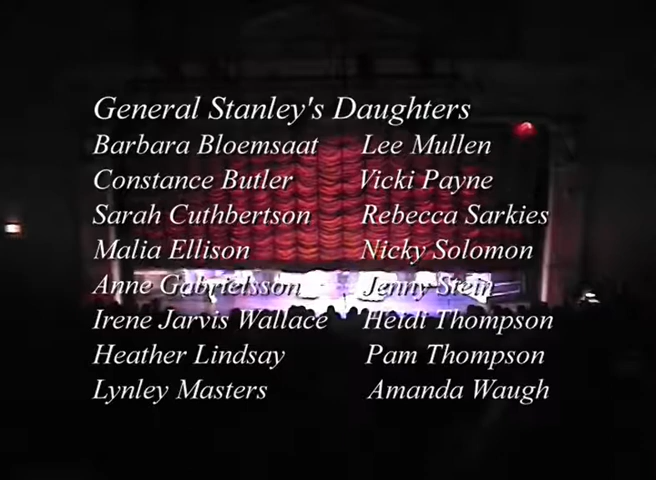 General Stanley's Daughters
Barbara Bloemsaat Lee Mullen
Constance Butler Vicki Payne
Sarah Cuthbertson Rebecca Sarkies
Malia Ellison Nicky Solomon
Anne Gabrielsson Jenny Stein
Irene Jarvis Wallace Heidi Thompson
Heather Lindsay Pam Thompson
Lynley Masters Amanda Waugh